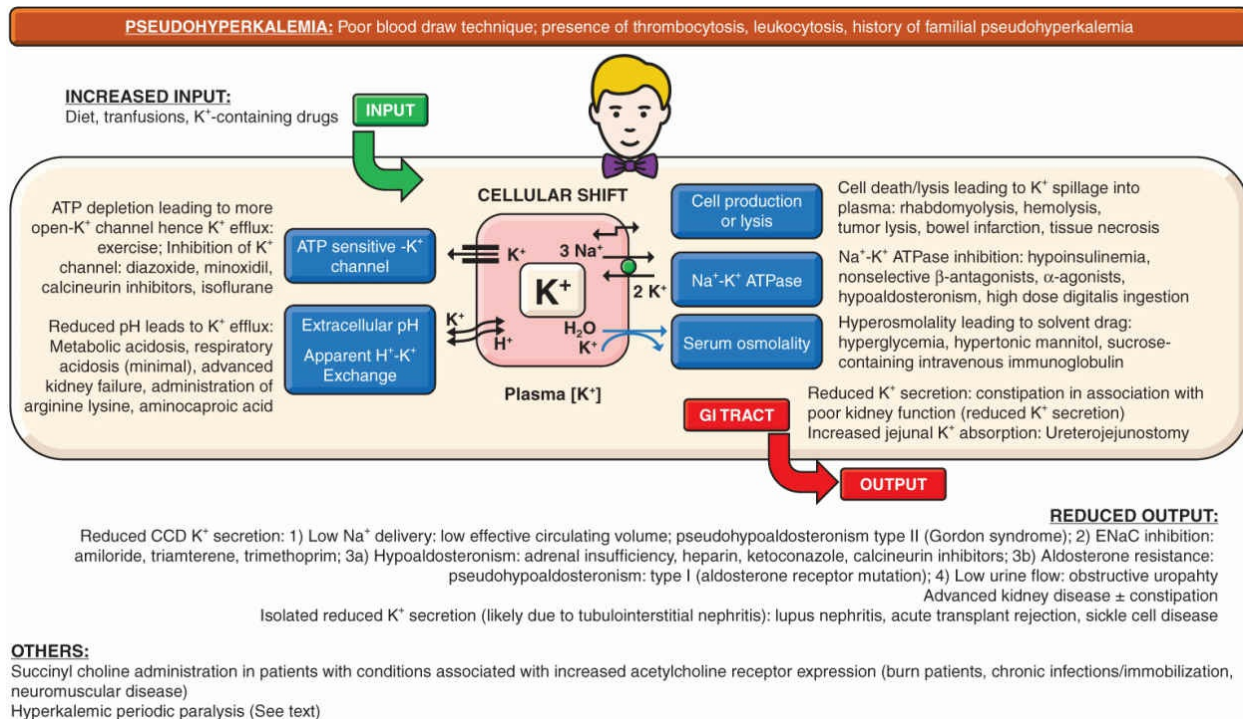 PSEUDOHYPERKALEMIA: Poor blood draw technique; presence of thrombocytosis, leukocytosis, history of familial pseudohyperkalemia
INCREASED INPUT:
Diet, tranfusions, K⁺-containing drugs
INPUT
ATP depletion leading to more
open-K⁺ channel hence K⁺ efflux:
exercise; Inhibition of K⁺
channel: diazoxide, minoxidil,
calcineurin inhibitors, isoflurane
ATP sensitive -K⁺
channel
Reduced pH leads to K⁺ efflux:
Metabolic acidosis, respiratory
acidosis (minimal), advanced
kidney failure, administration of
arginine lysine, aminocaproic acid
Extracellular pH
Apparent H⁺-K⁺
Exchange
CELLULAR SHIFT
K⁺
3 Na⁺
2 K⁺
K⁺
K⁺
H⁺
H₂O
K⁺
Plasma [K⁺]
Cell production
or lysis
Cell death/lysis leading to K⁺ spillage into
plasma: rhabdomyolysis, hemolysis,
tumor lysis, bowel infarction, tissue necrosis
Na⁺-K⁺ ATPase
Na⁺-K⁺ ATPase inhibition: hypoinsulinemia,
nonselective β-antagonists, α-agonists,
hypoaldosteronism, high dose digitalis ingestion
Serum osmolality
Hyperosmolality leading to solvent drag:
hyperglycemia, hypertonic mannitol, sucrose-
containing intravenous immunoglobulin
GI TRACT
Reduced K⁺ secretion: constipation in association with
poor kidney function (reduced K⁺ secretion)
Increased jejunal K⁺ absorption: Ureterojejunostomy
OUTPUT
REDUCED OUTPUT:
Reduced CCD K⁺ secretion: 1) Low Na⁺ delivery: low effective circulating volume; pseudohypoaldosteronism type II (Gordon syndrome); 2) ENaC inhibition:
amiloride, triamterene, trimethoprim; 3a) Hypoaldosteronism: adrenal insufficiency, heparin, ketoconazole, calcineurin inhibitors; 3b) Aldosterone resistance:
pseudohypoaldosteronism: type I (aldosterone receptor mutation); 4) Low urine flow: obstructive uropahty
Advanced kidney disease ± constipation
Isolated reduced K⁺ secretion (likely due to tubulointerstitial nephritis): lupus nephritis, acute transplant rejection, sickle cell disease
OTHERS:
Succinyl choline administration in patients with conditions associated with increased acetylcholine receptor expression (burn patients, chronic infections/immobilization,
neuromuscular disease)
Hyperkalemic periodic paralysis (See text)